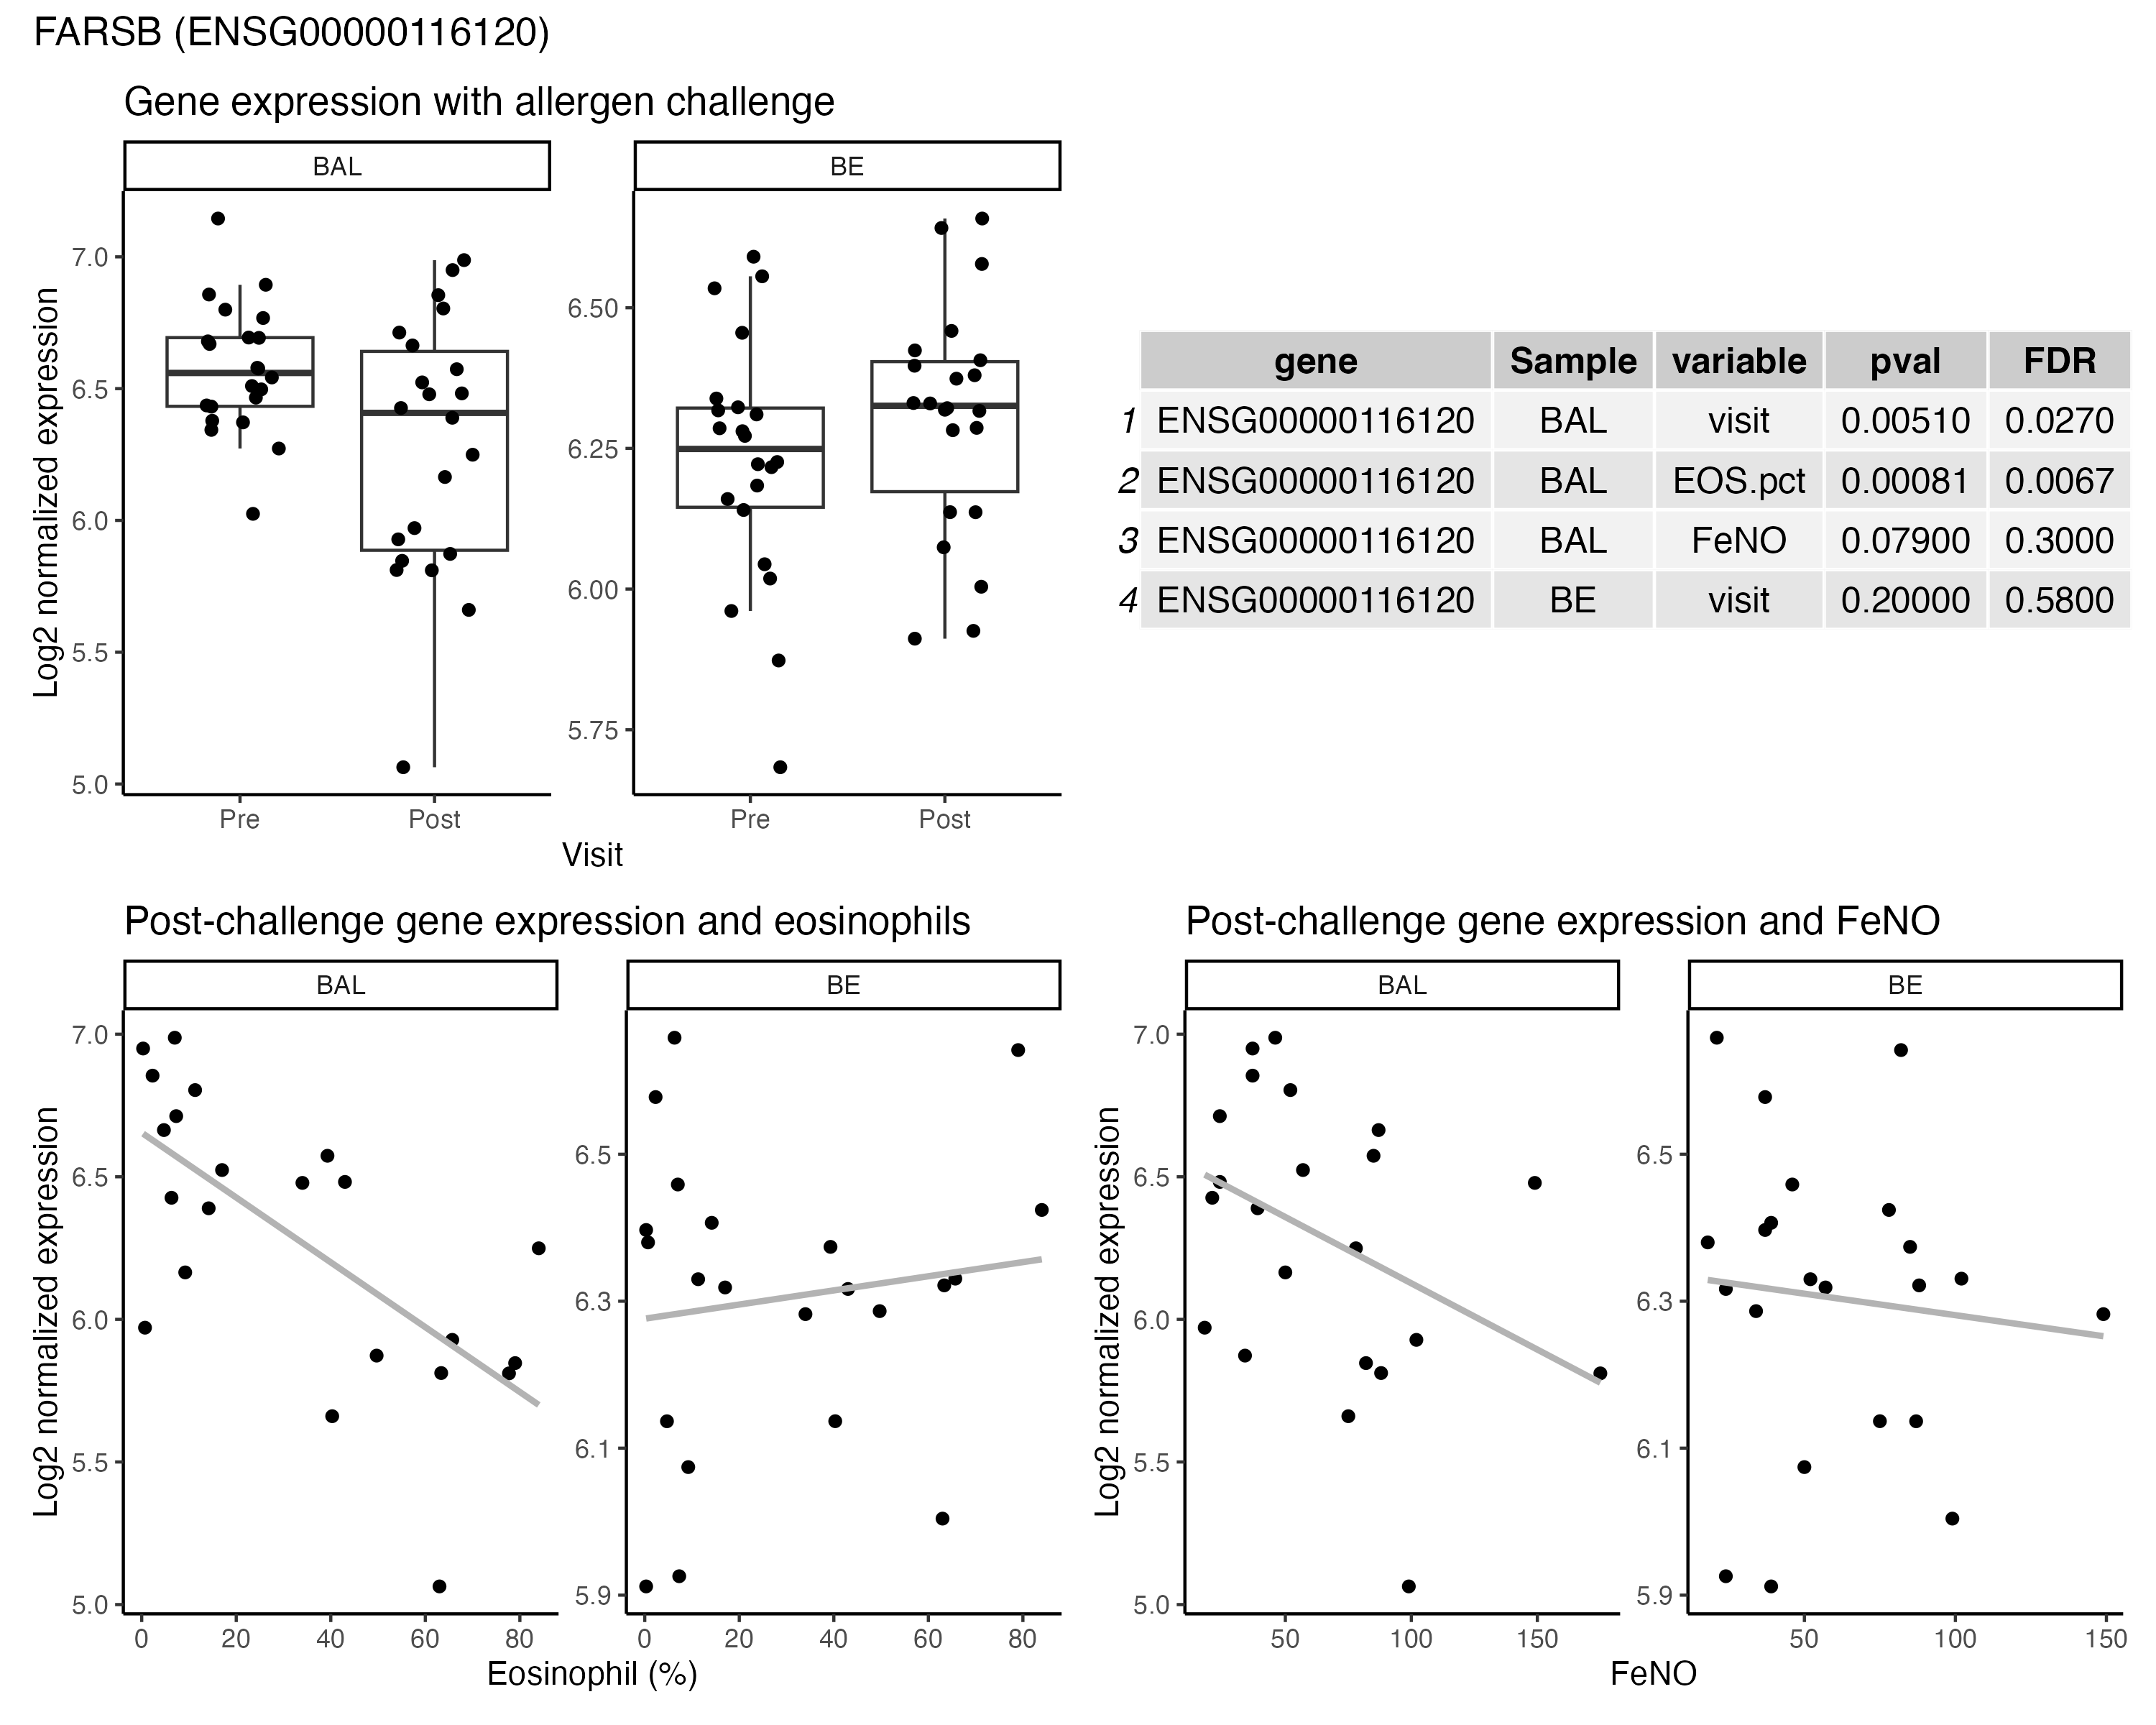 FARSB (ENSG00000116120)
Gene expression with allergen challenge
BAL
BE
Log2 normalized expression
7.0
6.5
6.0
5.5
5.0
6.50
6.25
6.00
5.75
Pre
Post
Pre
Post
Visit
gene Sample variable pval FDR
1 ENSG00000116120 BAL visit 0.00510 0.0270
2 ENSG00000116120 BAL EOS.pct 0.00081 0.0067
3 ENSG00000116120 BAL FeNO 0.07900 0.3000
4 ENSG00000116120 BE visit 0.20000 0.5800
Post-challenge gene expression and eosinophils
BAL
BE
Log2 normalized expression
7.0
6.5
6.0
5.5
5.0
6.5
6.3
6.1
5.9
0 20 40 60 80
0 20 40 60 80
Eosinophil (%)
Post-challenge gene expression and FeNO
BAL
BE
Log2 normalized expression
7.0
6.5
6.0
5.5
5.0
6.5
6.3
6.1
5.9
50 100 150
50 100 150
FeNO